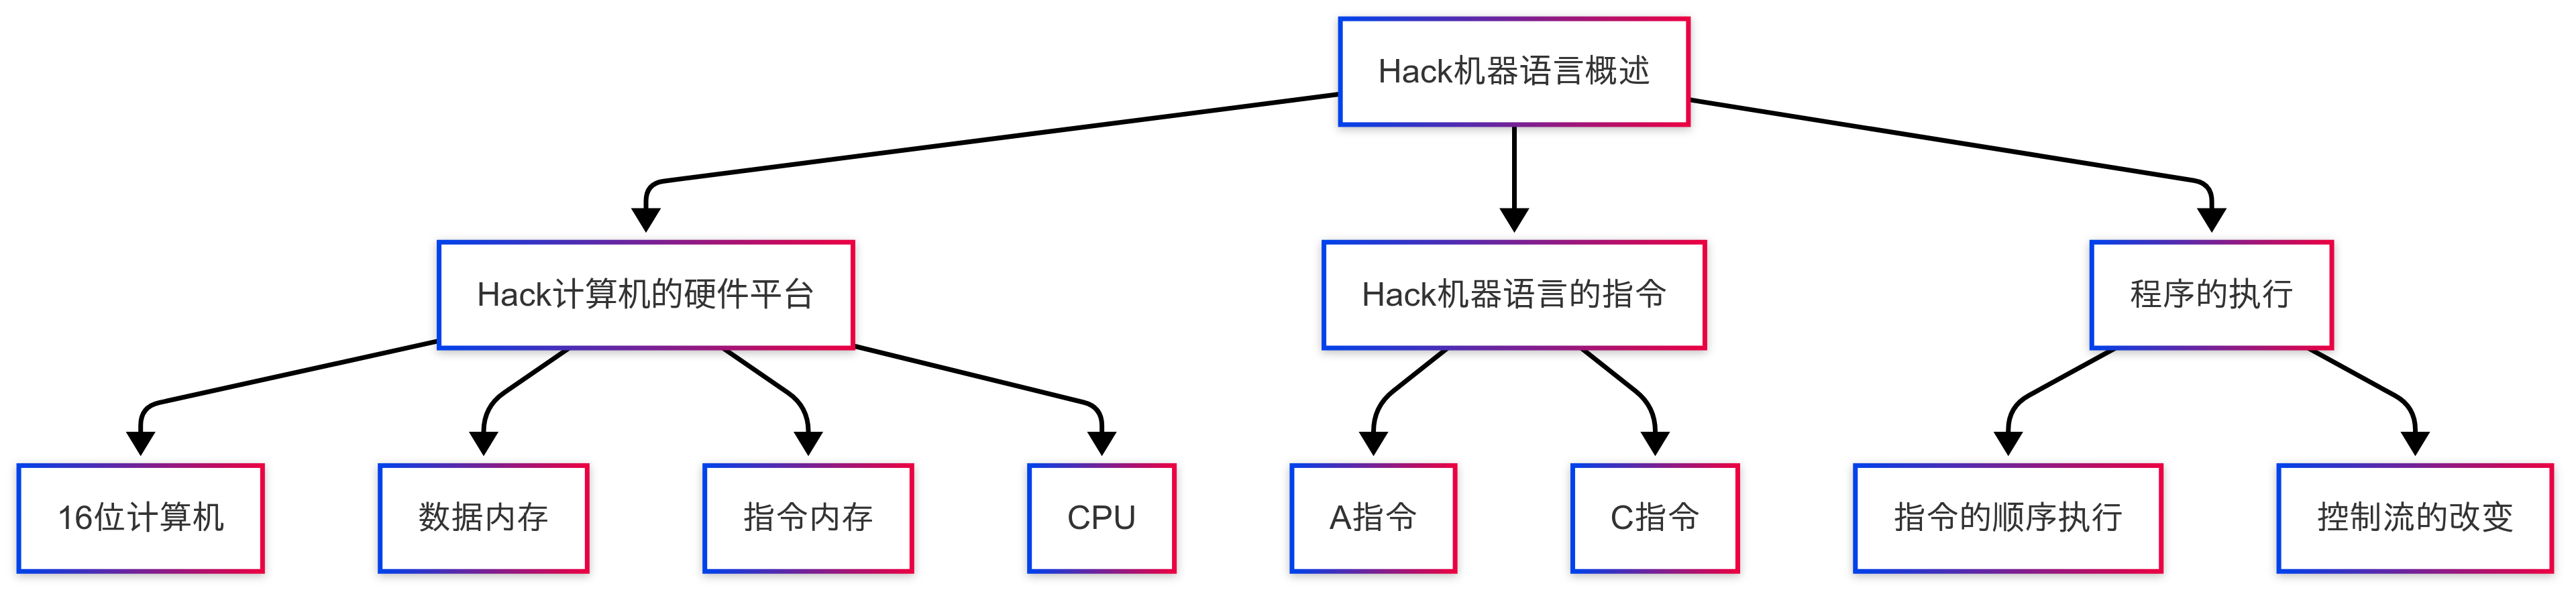 Hack机器语言概述
Hack计算机的硬件平台
Hack机器语言的指令
程序的执行
16位计算机
数据内存
指令内存
CPU
A指令
C指令
指令的顺序执行
控制流的改变